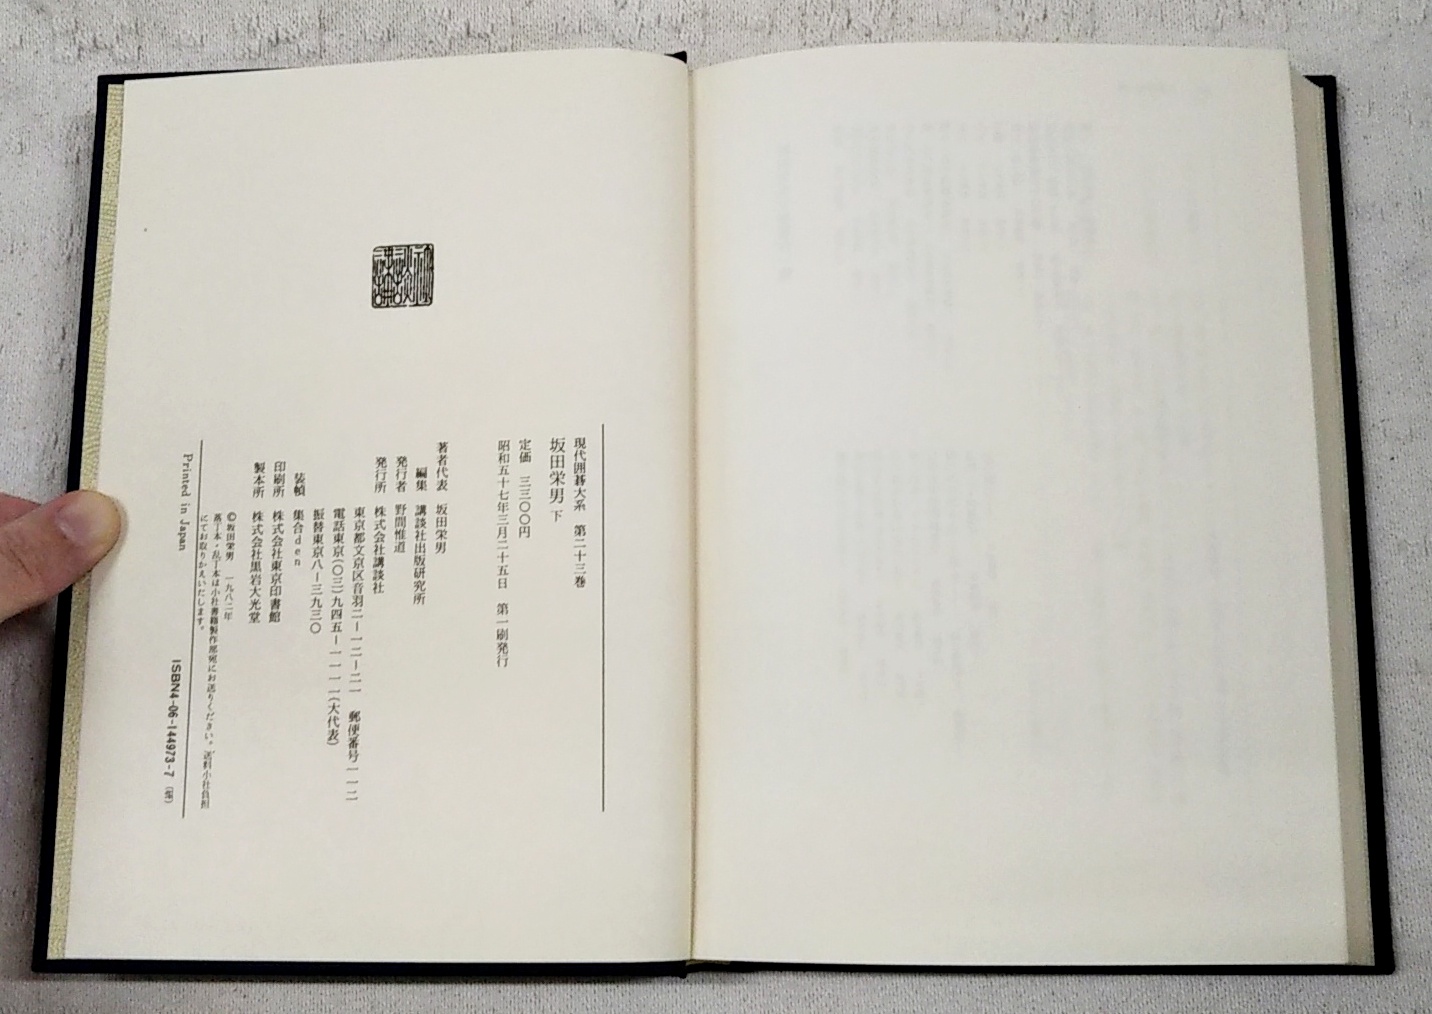 現代囲碁大系　第二十三巻
坂田栄男　下
定価　三三〇〇円
昭和五十七年三月二十五日　第一刷発行
著者代表　坂田栄男
編集　講談社出版研究所
発行者　野間惟道
発行所　株式会社講談社
東京都文京区音羽二ー一二ー二一　郵便番号一一二
電話東京(〇三)九四五ー一一一一(大代表)
振替東京八ー三九三〇
装幀　集合den
印刷所　株式会社東京印書館
製本所　株式会社黒岩大光堂
©坂田栄男　一九八二年
落丁本・乱丁本は小社書籍製作部宛にお送りください。送料小社負担
にてお取りかえいたします。
Printed in Japan
ISBN4-06-144973-7